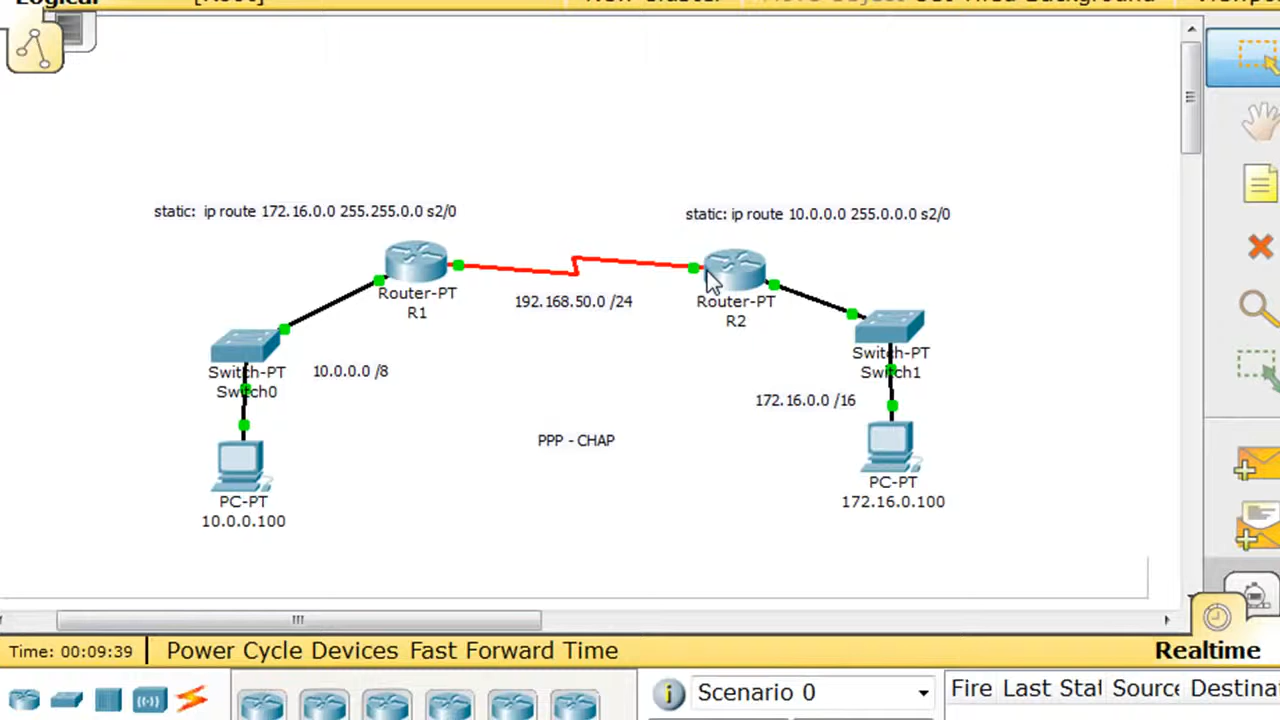 static: ip route 172.16.0.0 255.255.0.0 s2/0
static: ip route 10.0.0.0 255.0.0.0 s2/0
Router-PT
R1
192.168.50.0 /24
Router-PT
R2
Switch-PT
Switch0
10.0.0.0 /8
Switch-PT
Switch1
172.16.0.0 /16
PPP - CHAP
PC-PT
10.0.0.100
PC-PT
172.16.0.100
Time: 00:09:39
Power Cycle Devices Fast Forward Time
Realtime
Scenario 0
Fire Last Stat Source Destina